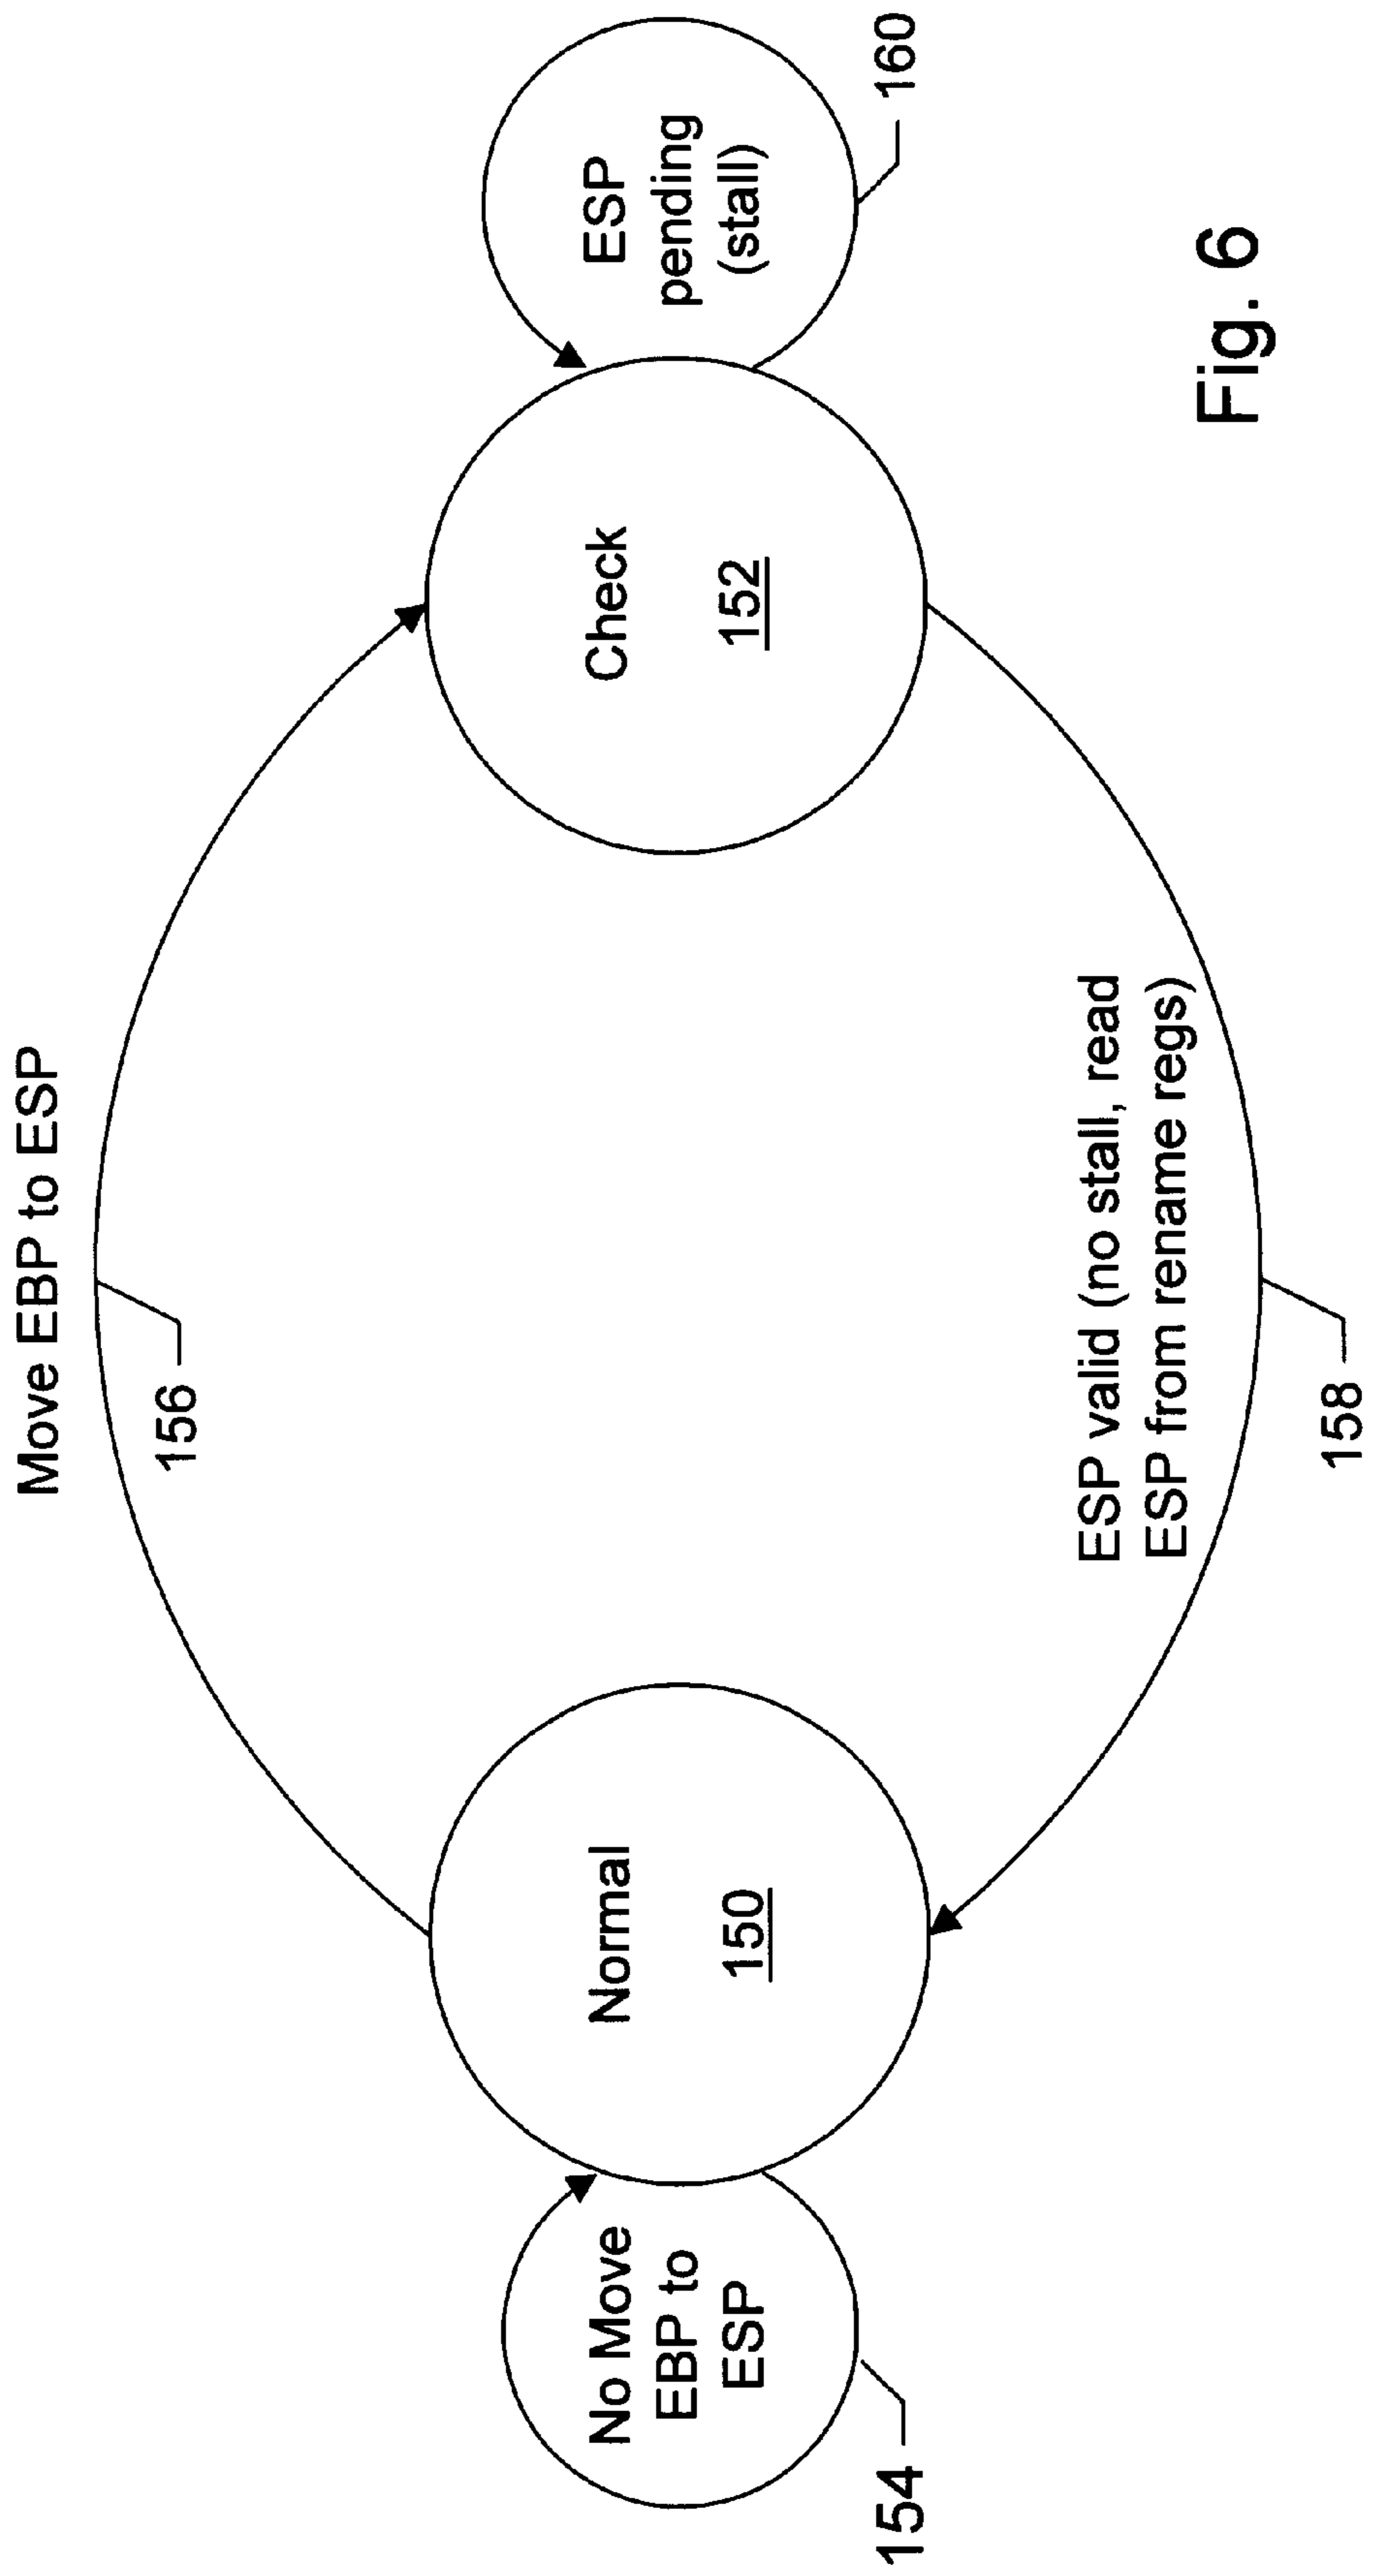 Move EBP to ESP
156
No Move
EBP to
ESP
154
Normal
150
Check
152
ESP
pending
(stall)
160
ESP valid (no stall, read
ESP from rename regs)
158
Fig. 6